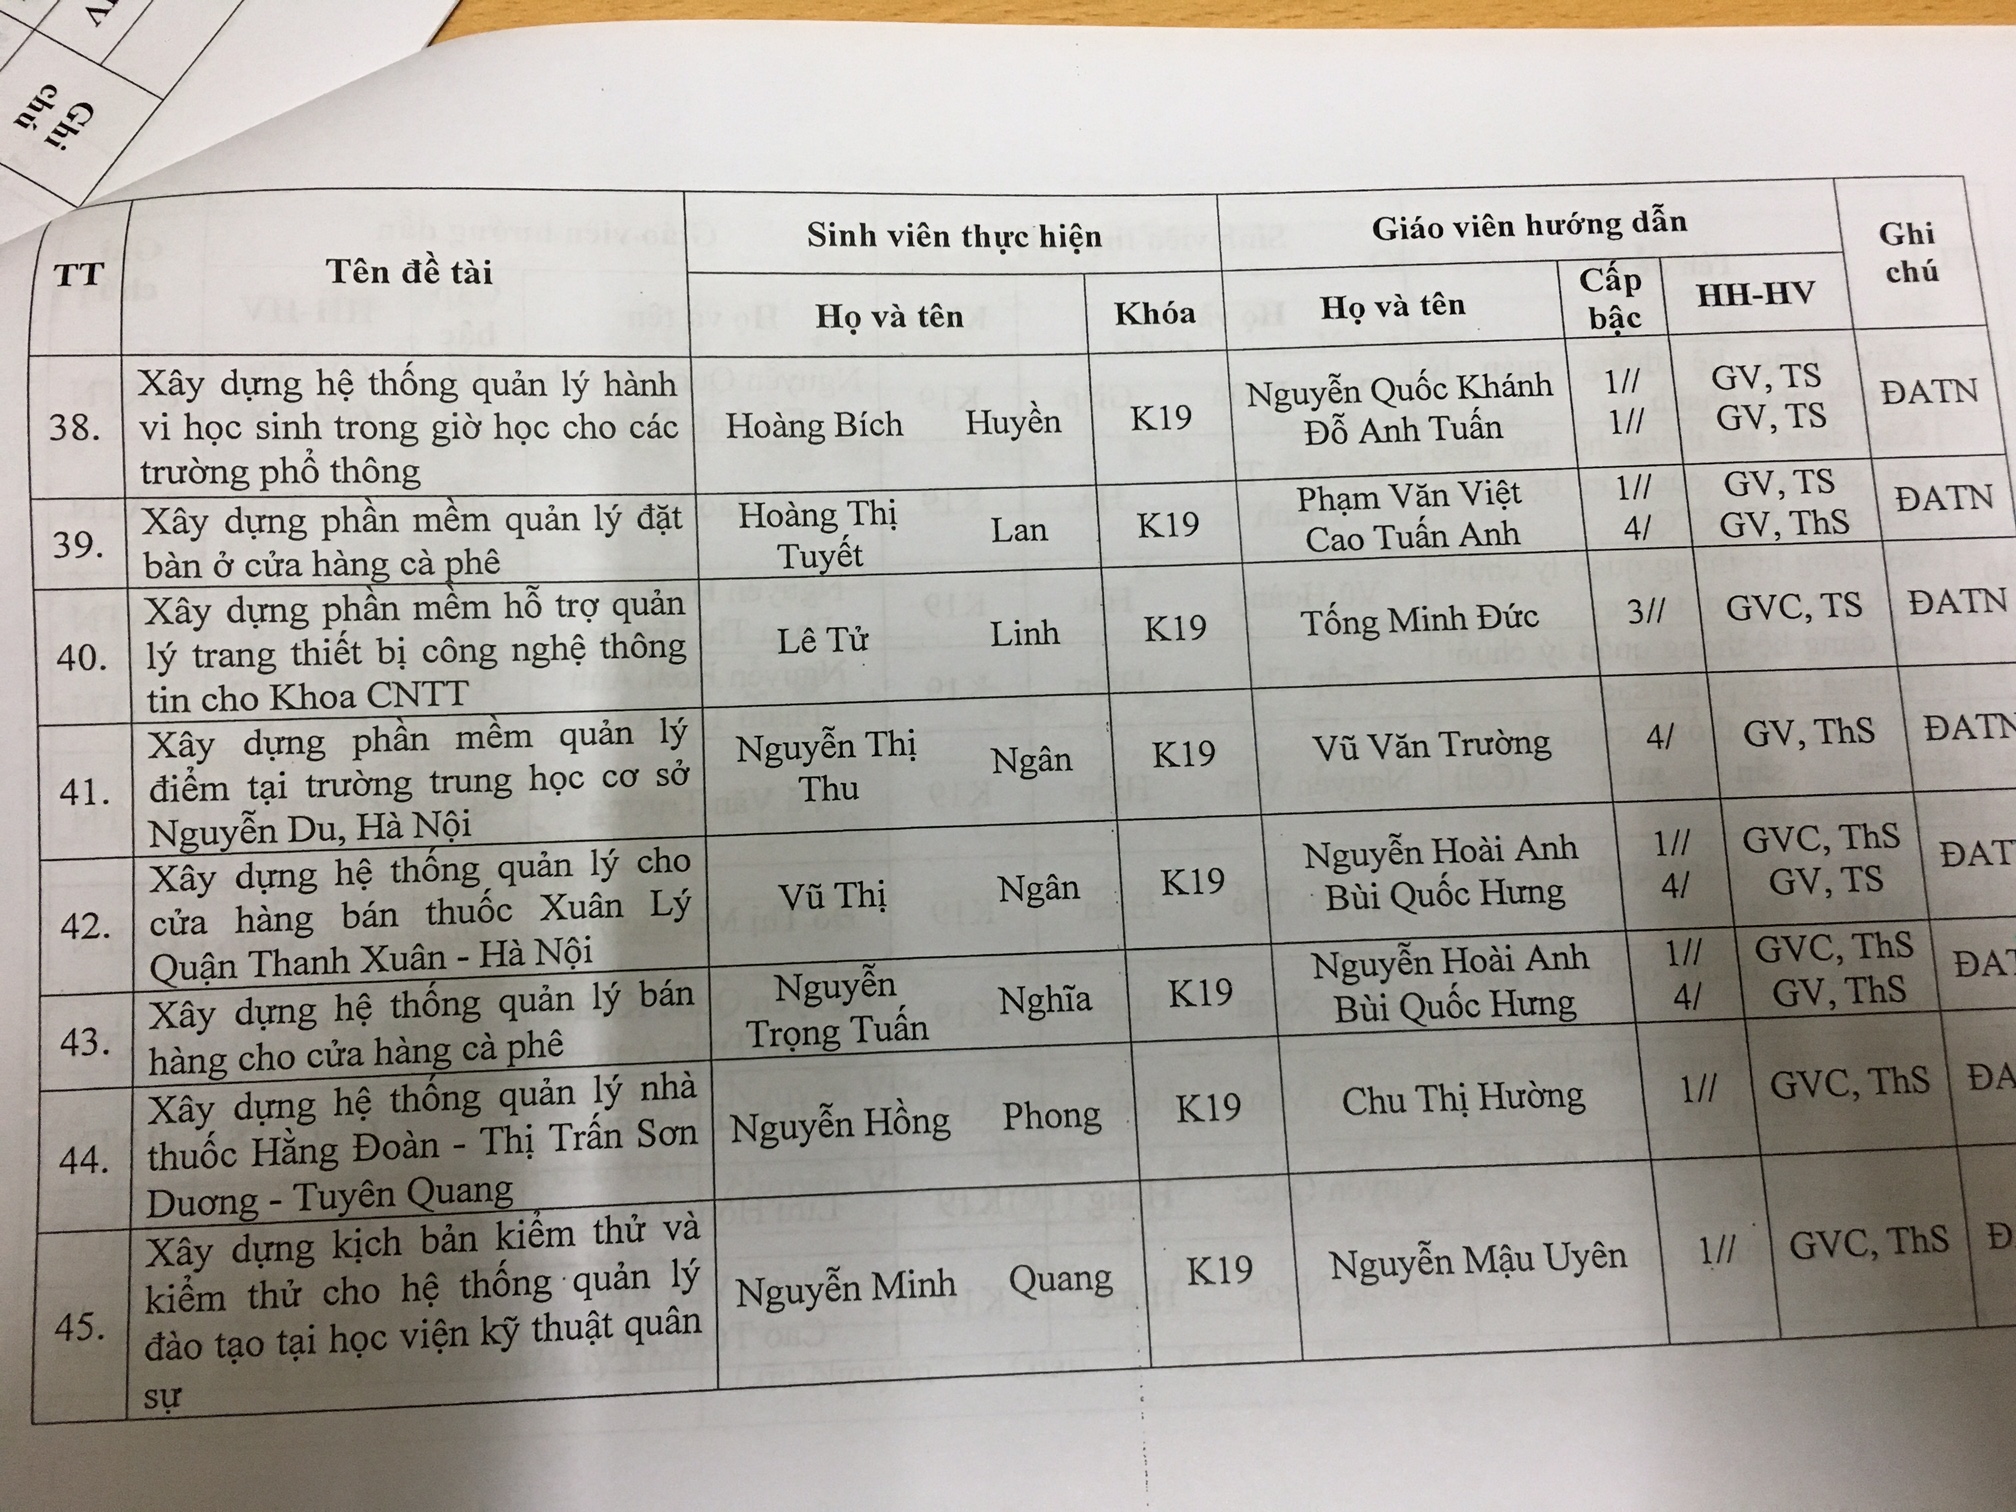 Ghi
chú
TT Tên đề tài Sinh viên thực hiện Giáo viên hướng dẫn Ghi chú
Họ và tên Khóa Họ và tên Cấp bậc HH-HV
38. Xây dựng hệ thống quản lý hành Hoàng Bích Huyền K19 Nguyễn Quốc Khánh 1// GV, TS ĐATN
vi học sinh trong giờ học cho các Đỗ Anh Tuấn 1// GV, TS
trường phổ thông
39. Xây dựng phần mềm quản lý đặt Hoàng Thị Lan K19 Phạm Văn Việt 1// GV, TS ĐATN
bàn ở cửa hàng cà phê Tuyết Cao Tuấn Anh 4/ GV, ThS
40. Xây dựng phần mềm hỗ trợ quản Lê Tử Linh K19 Tống Minh Đức 3// GVC, TS ĐATN
lý trang thiết bị công nghệ thông
tin cho Khoa CNTT
41. Xây dựng phần mềm quản lý Nguyễn Thị Ngân K19 Vũ Văn Trường 4/ GV, ThS ĐATN
điểm tại trường trung học cơ sở Thu
Nguyễn Du, Hà Nội
42. Xây dựng hệ thống quản lý cho Vũ Thị Ngân K19 Nguyễn Hoài Anh 1// GVC, ThS ĐAT
cửa hàng bán thuốc Xuân Lý Bùi Quốc Hưng 4/ GV, TS
Quận Thanh Xuân - Hà Nội
43. Xây dựng hệ thống quản lý bán Nguyễn Nghĩa K19 Nguyễn Hoài Anh 1// GVC, ThS ĐAT
hàng cho cửa hàng cà phê Trọng Tuấn Bùi Quốc Hưng 4/ GV, ThS
44. Xây dựng hệ thống quản lý nhà Nguyễn Hồng Phong K19 Chu Thị Hường 1// GVC, ThS ĐA
thuốc Hằng Đoàn - Thị Trấn Sơn
Dương - Tuyên Quang
45. Xây dựng kịch bản kiểm thử và Nguyễn Minh Quang K19 Nguyễn Mậu Uyên 1// GVC, ThS Đ
kiểm thử cho hệ thống quản lý
đào tạo tại học viện kỹ thuật quân
sự